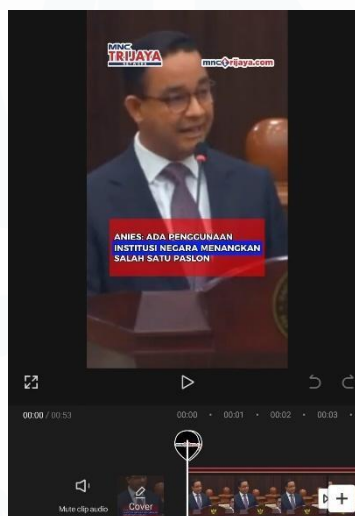 MNC
TRIJAYA
NETWORK
mnctrijaya.com
ANIES: ADA PENGGUNAAN
INSTITUSI NEGARA MENANGKAN
SALAH SATU PASLON
00:00 / 00:53
00:00
00:01
00:02
00:03
Mute clip audio
Cover